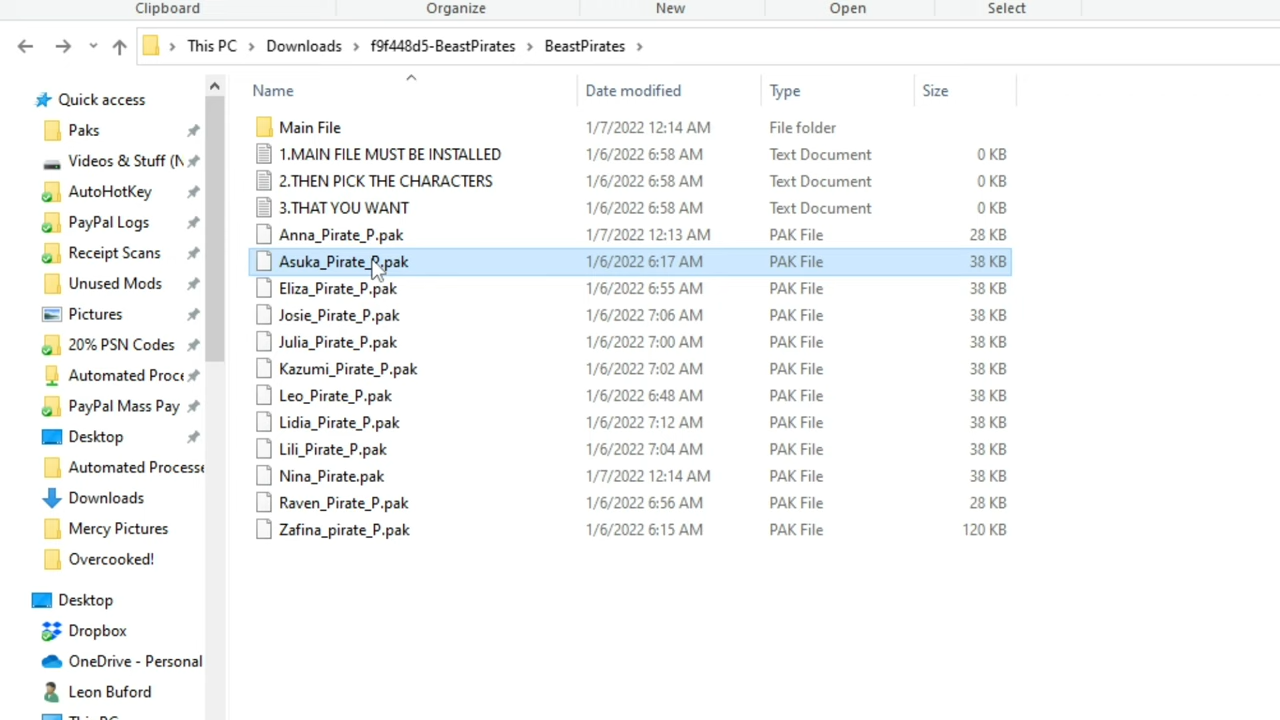 Clipboard
Organize
New
Open
Select
This PC
Downloads
f9f448d5-BeastPirates
BeastPirates
Name
Date modified
Type
Size
Quick access
Paks
Videos & Stuff (N
AutoHotKey
PayPal Logs
Receipt Scans
Unused Mods
Pictures
20% PSN Codes
Automated Proce
PayPal Mass Pay
Desktop
Automated Processe
Downloads
Mercy Pictures
Overcooked!
Desktop
Dropbox
OneDrive - Personal
Leon Buford
This PC
Main File 1/7/2022 12:14 AM File folder
1.MAIN FILE MUST BE INSTALLED 1/6/2022 6:58 AM Text Document 0 KB
2.THEN PICK THE CHARACTERS 1/6/2022 6:58 AM Text Document 0 KB
3.THAT YOU WANT 1/6/2022 6:58 AM Text Document 0 KB
Anna_Pirate_P.pak 1/7/2022 12:13 AM PAK File 28 KB
Asuka_Pirate_P.pak 1/6/2022 6:17 AM PAK File 38 KB
Eliza_Pirate_P.pak 1/6/2022 6:55 AM PAK File 38 KB
Josie_Pirate_P.pak 1/6/2022 7:06 AM PAK File 38 KB
Julia_Pirate_P.pak 1/6/2022 7:00 AM PAK File 38 KB
Kazumi_Pirate_P.pak 1/6/2022 7:02 AM PAK File 38 KB
Leo_Pirate_P.pak 1/6/2022 6:48 AM PAK File 38 KB
Lidia_Pirate_P.pak 1/6/2022 7:12 AM PAK File 38 KB
Lili_Pirate_P.pak 1/6/2022 7:04 AM PAK File 38 KB
Nina_Pirate.pak 1/7/2022 12:14 AM PAK File 38 KB
Raven_Pirate_P.pak 1/6/2022 6:56 AM PAK File 28 KB
Zafina_pirate_P.pak 1/6/2022 6:15 AM PAK File 120 KB